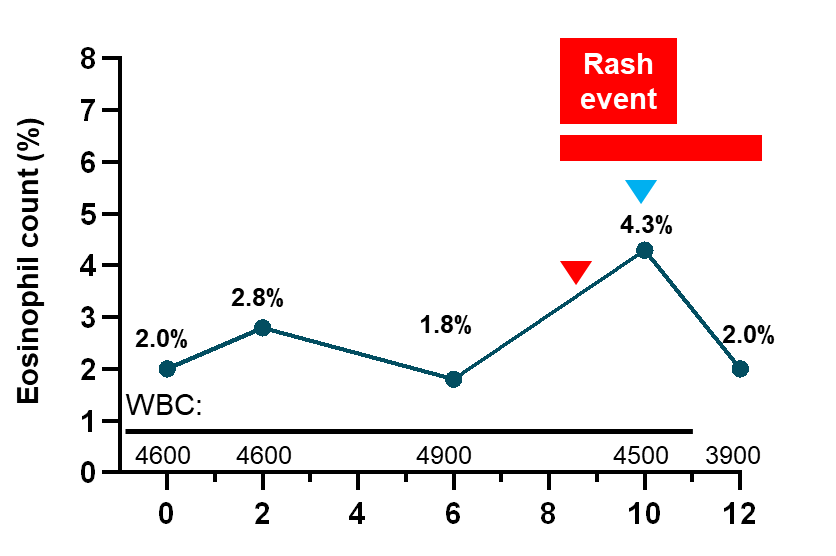 Rash
event
8
7
6
5
4
3
2
1
0
Eosinophil count (%)
2.0%
2.8%
1.8%
4.3%
2.0%
WBC:
4600 4600 4900 4500 3900
0 2 4 6 8 10 12